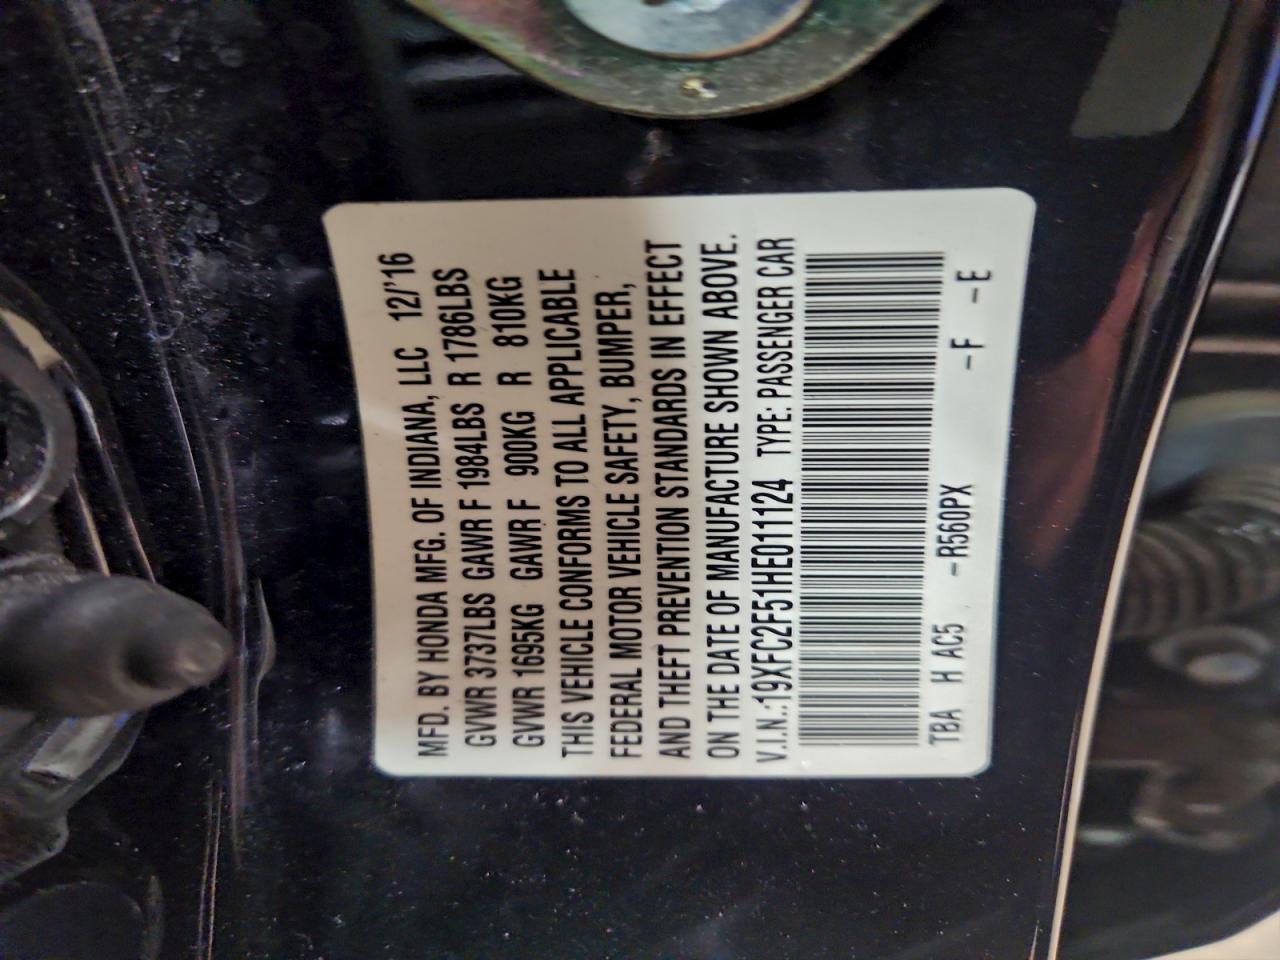 MFD. BY HONDA MFG. OF INDIANA, LLC 12/'16
GVWR 3737LBS GAWR F 1984LBS R 1786LBS
GVWR 1695KG GAWR F 900KG R 810KG
THIS VEHICLE CONFORMS TO ALL APPLICABLE
FEDERAL MOTOR VEHICLE SAFETY, BUMPER,
AND THEFT PREVENTION STANDARDS IN EFFECT
ON THE DATE OF MANUFACTURE SHOWN ABOVE.
V.I.N.:19XFC2F51HE011124 TYPE: PASSENGER CAR
TBA H AC5 -R560PX -F -E